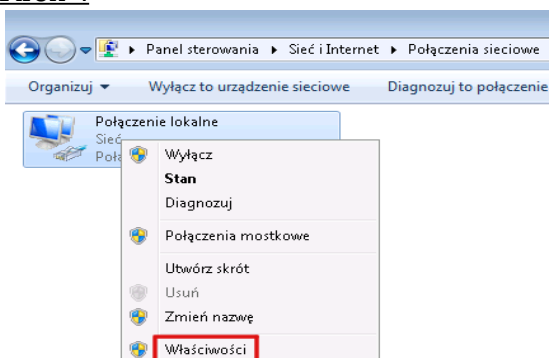 Panel sterowania ▸ Sieć i Internet ▸ Połączenia sieciowe
Organizuj Wyłącz to urządzenie sieciowe Diagnozuj to połączenie
Połączenie lokalne
Sieć
Wyłącz
Stan
Diagnozuj
Połączenia mostkowe
Utwórz skrót
Usuń
Zmień nazwę
Właściwości